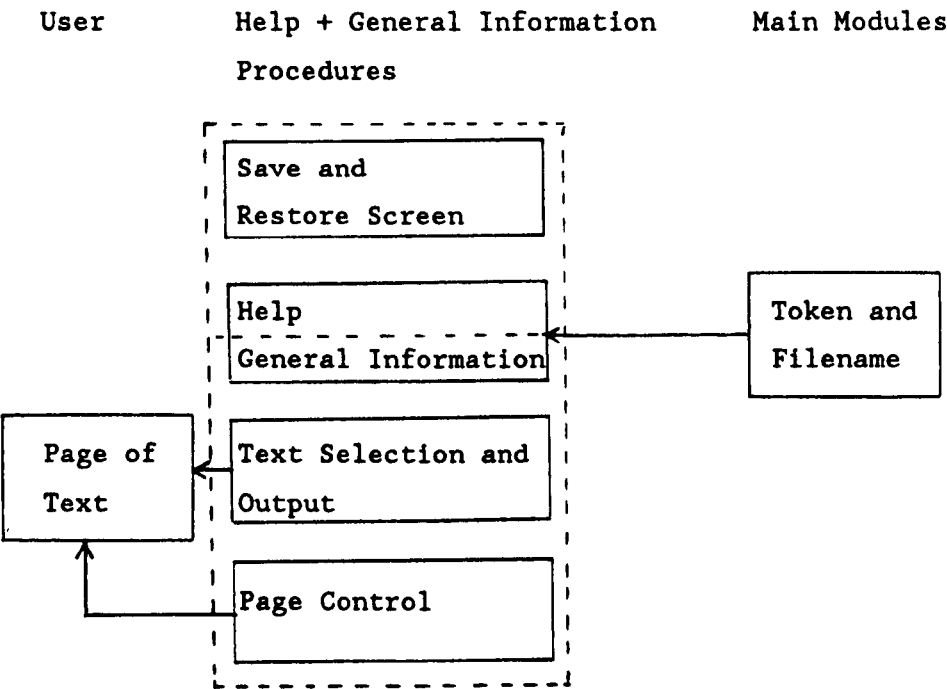 User
Help + General Information
Procedures
Main Modules
Save and
Restore Screen
Help
General Information
Token and
Filename
Page of
Text
Text Selection and
Output
Page Control